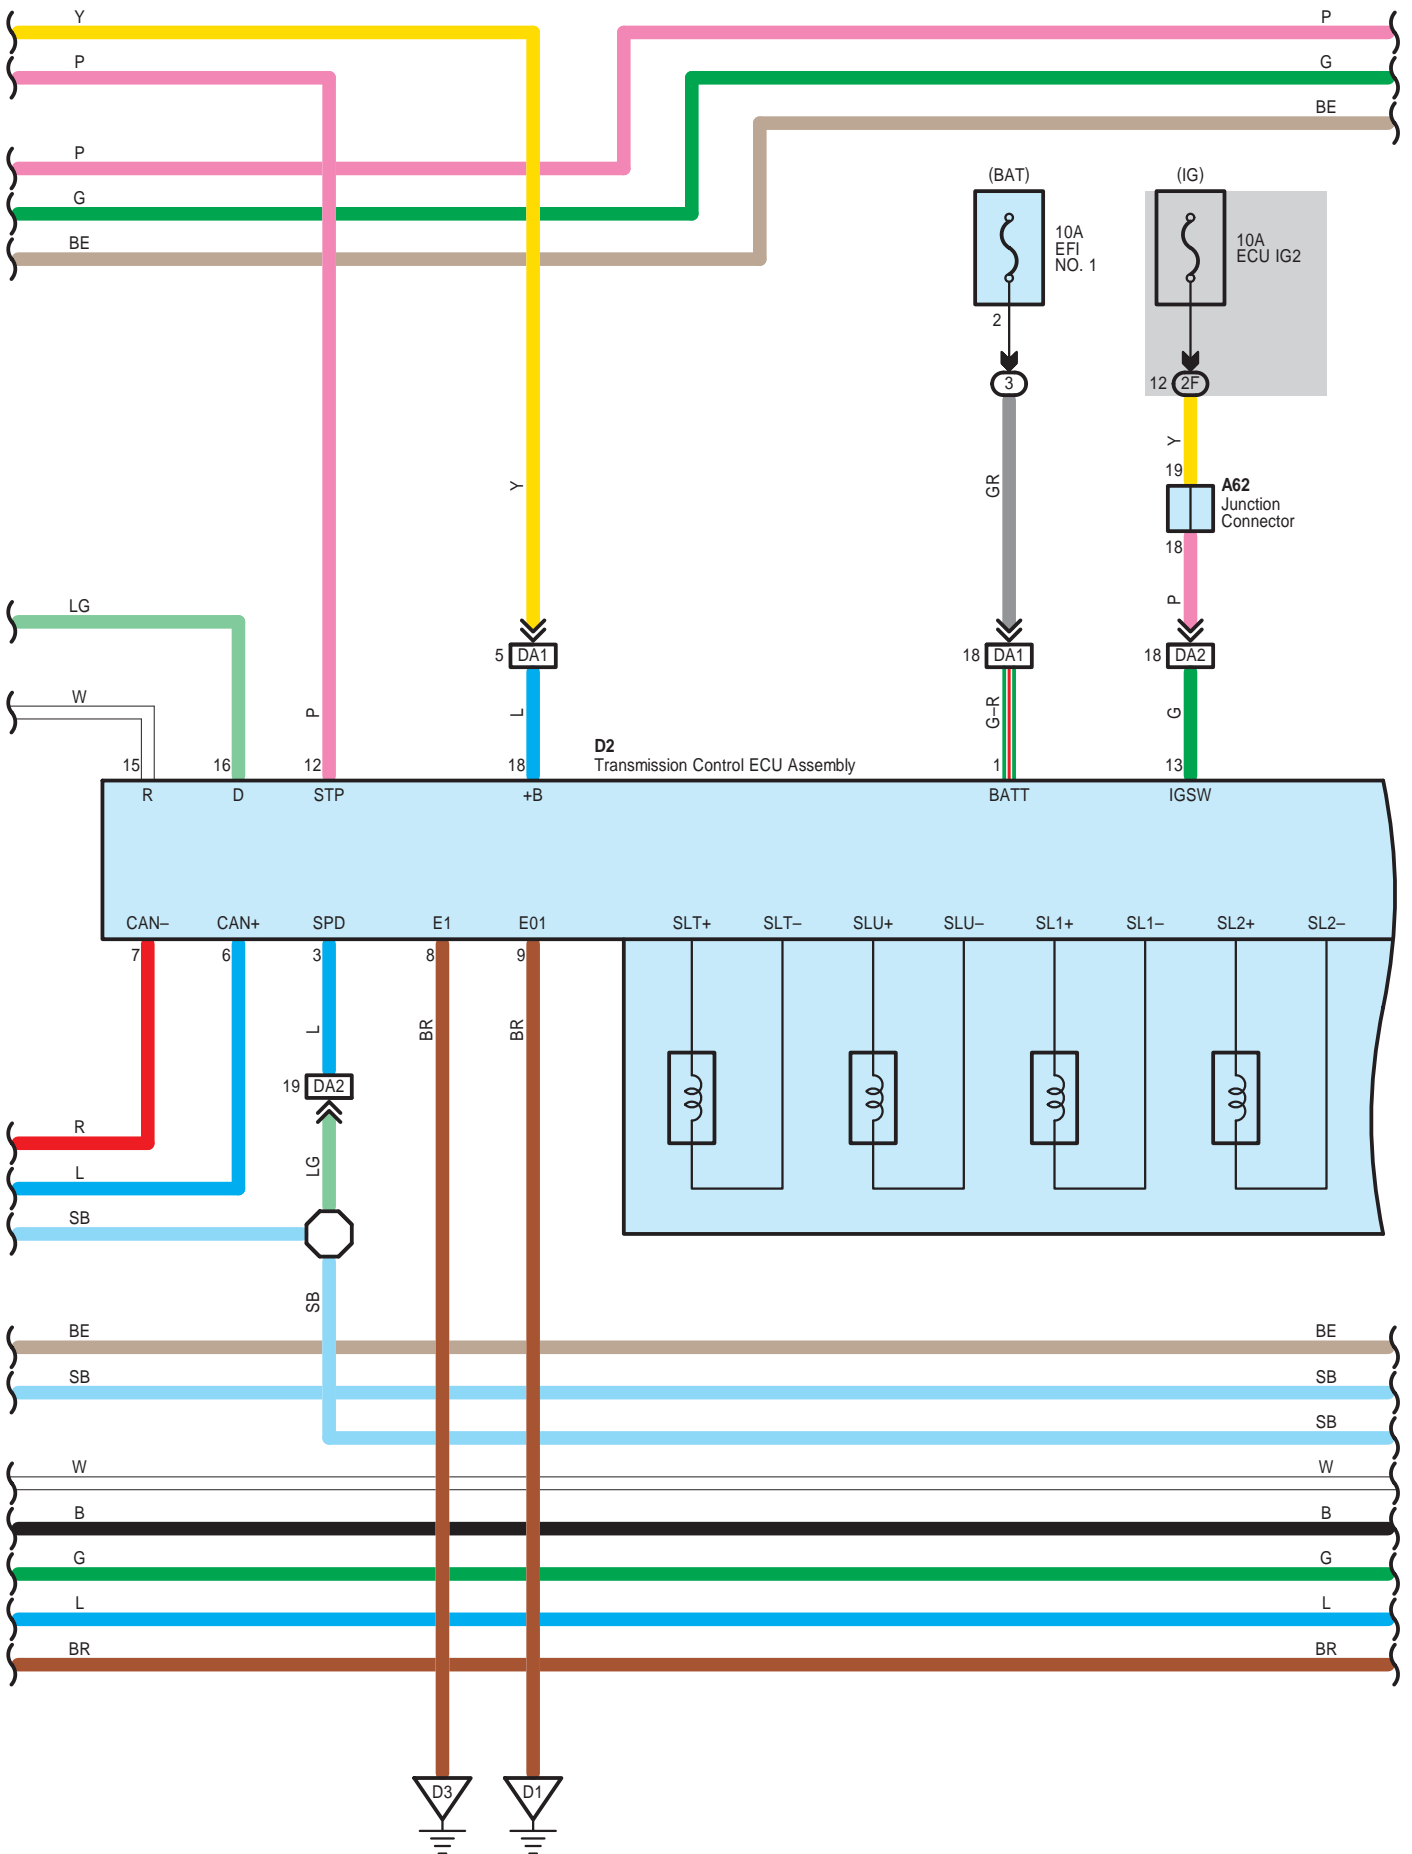 Y P
P G
BE
P
G (BAT) (IG)
BE
10A
EFI
NO. 1
10A
ECU IG2
2
3 12 2F
Y
19
GR
Y
A62
Junction
Connector
18
LG P
5 DA1 18 DA1 18 DA2
W
P L G–R G
D2
Transmission Control ECU Assembly
15 16 12 18 1 13
R D STP +B BATT IGSW
CAN– CAN+ SPD E1 E01 SLT+ SLT– SLU+ SLU– SL1+ SL1– SL2+ SL2–
7 6 3 8 9
L BR BR
19 DA2
R
LG
L
SB
SB
BE BE
SB SB
SB
W W
B B
G G
L L
BR BR
D3 D1